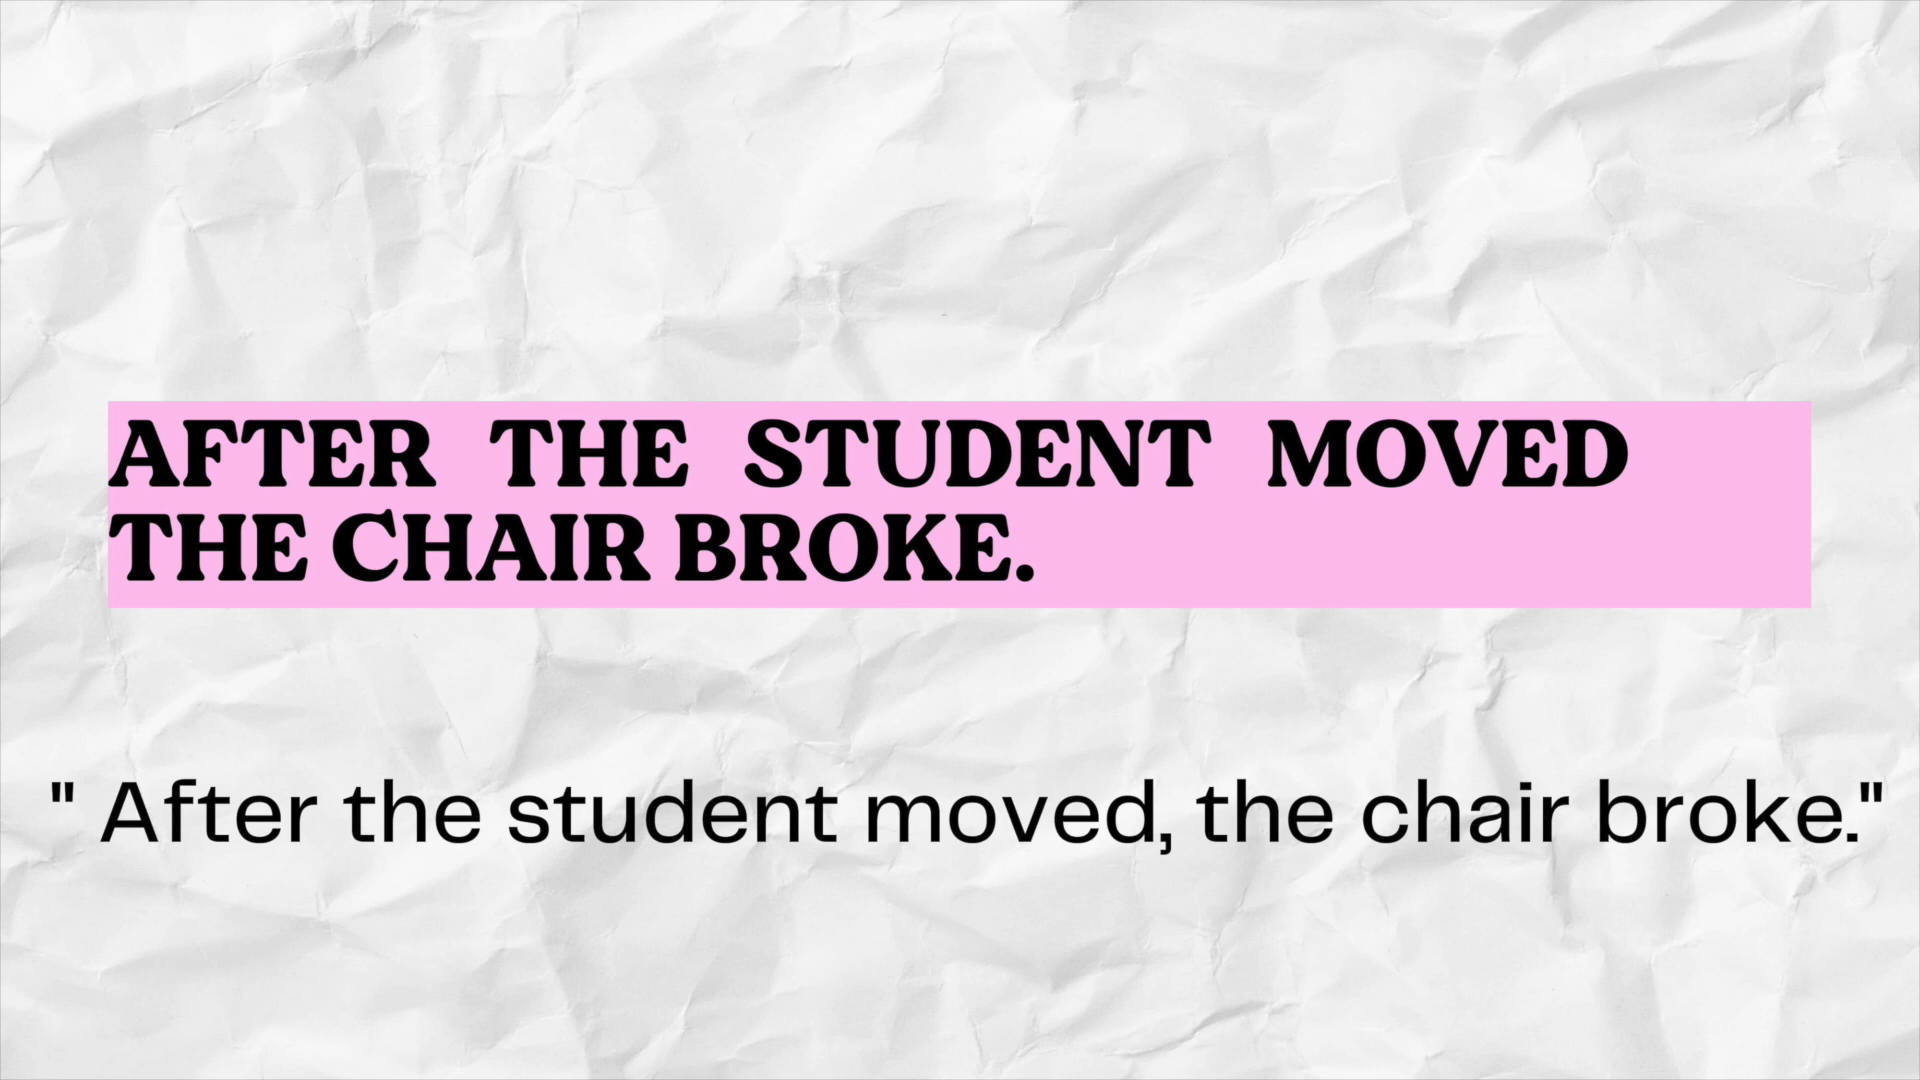 AFTER THE STUDENT MOVED
THE CHAIR BROKE.
" After the student moved, the chair broke."